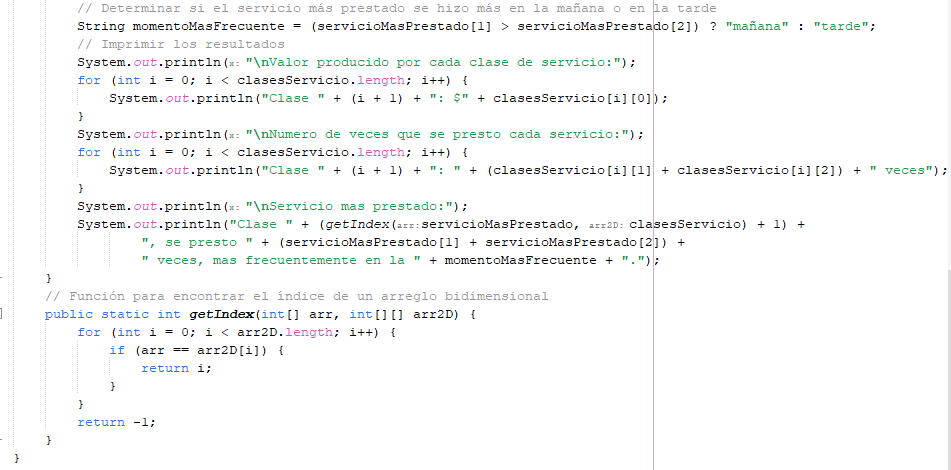 // Determinar si el servicio más prestado se hizo más en la mañana o en la tarde
String momentoMasFrecuente = (servicioMasPrestado[1] > servicioMasPrestado[2]) ? "mañana" : "tarde";
// Imprimir los resultados
System.out.println(x: "\nValor producido por cada clase de servicio:");
for (int i = 0; i < clasesServicio.length; i++) {
System.out.println("Clase " + (i + 1) + ": $" + clasesServicio[i][0]);
}
System.out.println(x: "\nNumero de veces que se presto cada servicio:");
for (int i = 0; i < clasesServicio.length; i++) {
System.out.println("Clase " + (i + 1) + ": " + (clasesServicio[i][1] + clasesServicio[i][2]) + " veces");
}
System.out.println(x: "\nServicio mas prestado:");
System.out.println("Clase " + (getIndex(arr: servicioMasPrestado, arr2D: clasesServicio) + 1) +
", se presto " + (servicioMasPrestado[1] + servicioMasPrestado[2]) +
" veces, mas frecuentemente en la " + momentoMasFrecuente + ".");
}
// Función para encontrar el índice de un arreglo bidimensional
public static int getIndex(int[] arr, int[][] arr2D) {
for (int i = 0; i < arr2D.length; i++) {
if (arr == arr2D[i]) {
return i;
}
}
return -1;
}
}